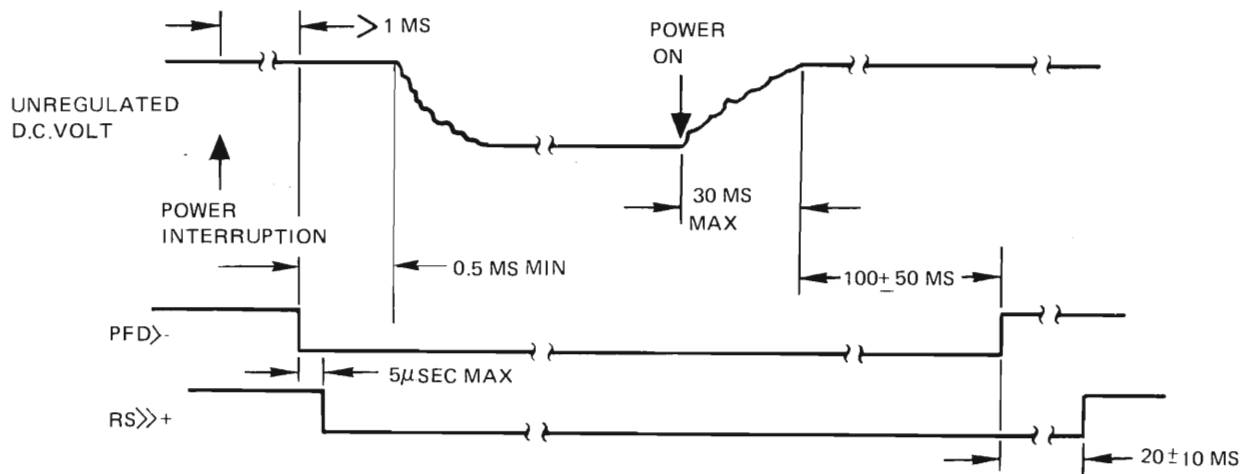 > 1 MS
POWER
ON
UNREGULATED
D.C.VOLT
POWER
INTERRUPTION
30 MS
MAX
0.5 MS MIN
100±50 MS
PFD>-
5μSEC MAX
RS>>+
20±10 MS